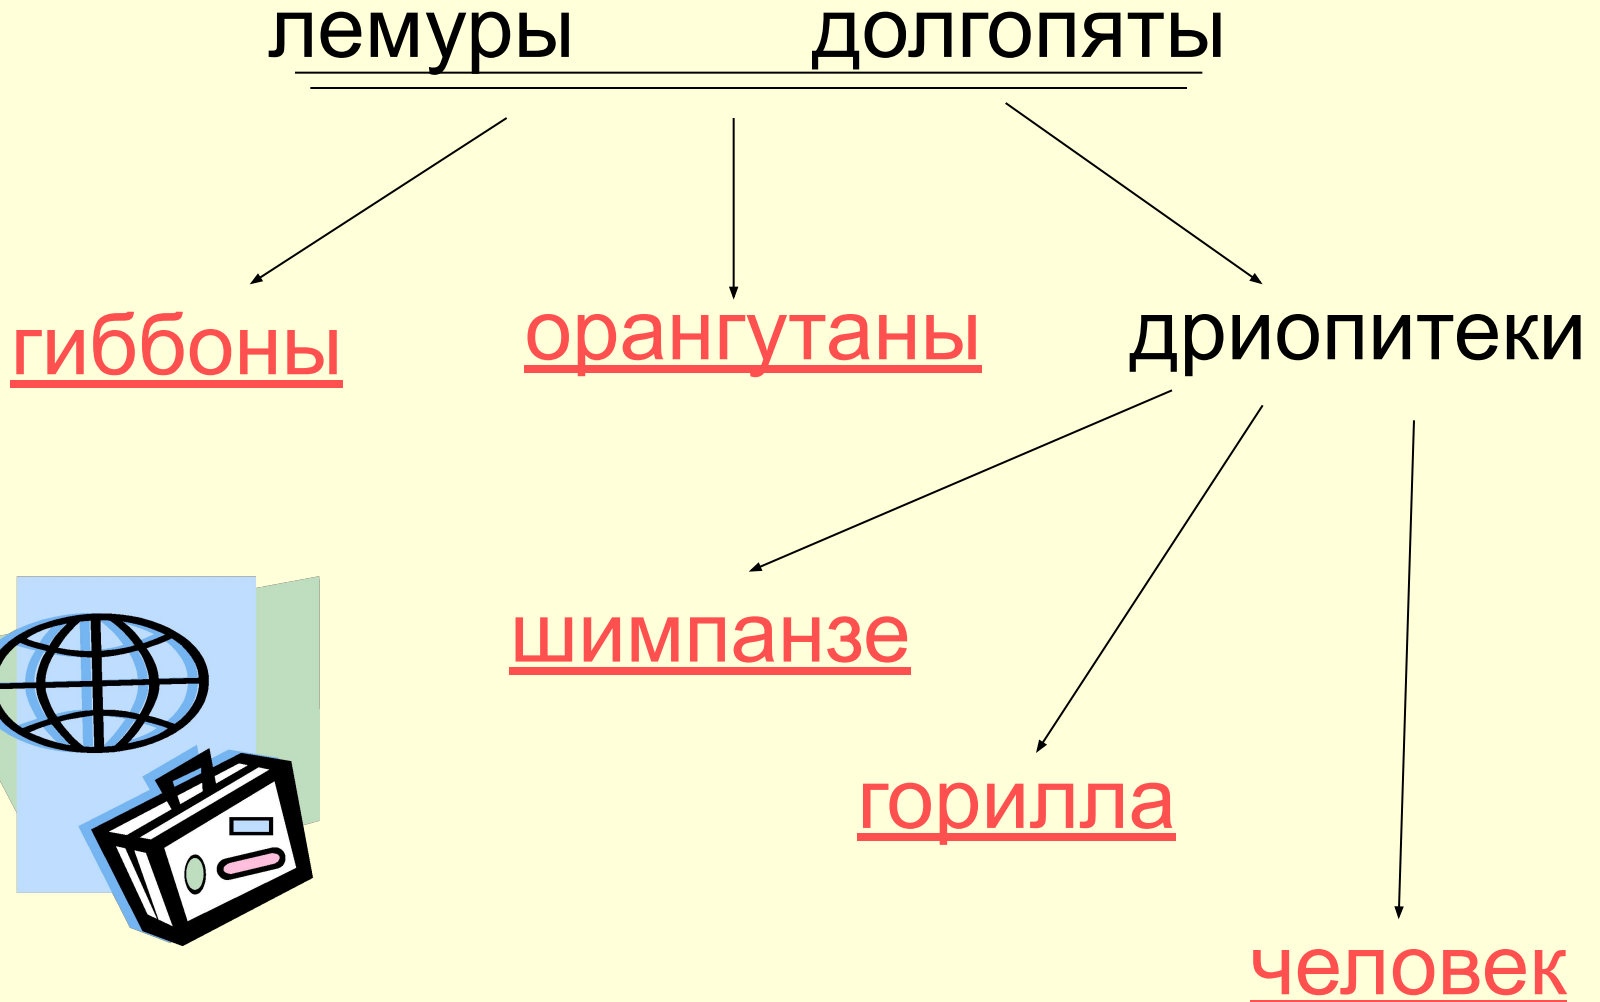 лемуры долгопяты
гиббоны орангутаны дриопитеки
шимпанзе
горилла
человек